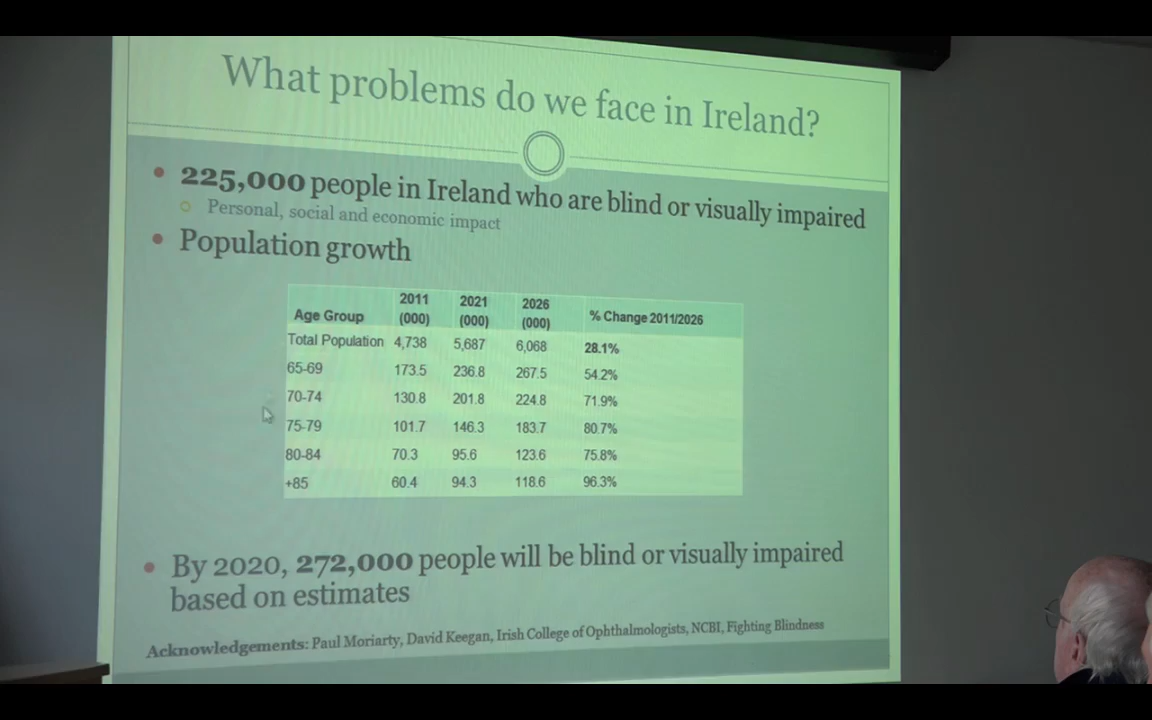 What problems do we face in Ireland?
• 225,000 people in Ireland who are blind or visually impaired
○ Personal, social and economic impact
• Population growth
Age Group 2011 (000) 2021 (000) 2026 (000) % Change 2011/2026
Total Population 4,738 5,687 6,068 28.1%
65-69 173.5 236.8 267.5 54.2%
70-74 130.8 201.8 224.8 71.9%
75-79 101.7 146.3 183.7 80.7%
80-84 70.3 95.6 123.6 75.8%
+85 60.4 94.3 118.6 96.3%
• By 2020, 272,000 people will be blind or visually impaired
based on estimates
Acknowledgements: Paul Moriarty, David Keegan, Irish College of Ophthalmologists, NCBI, Fighting Blindness